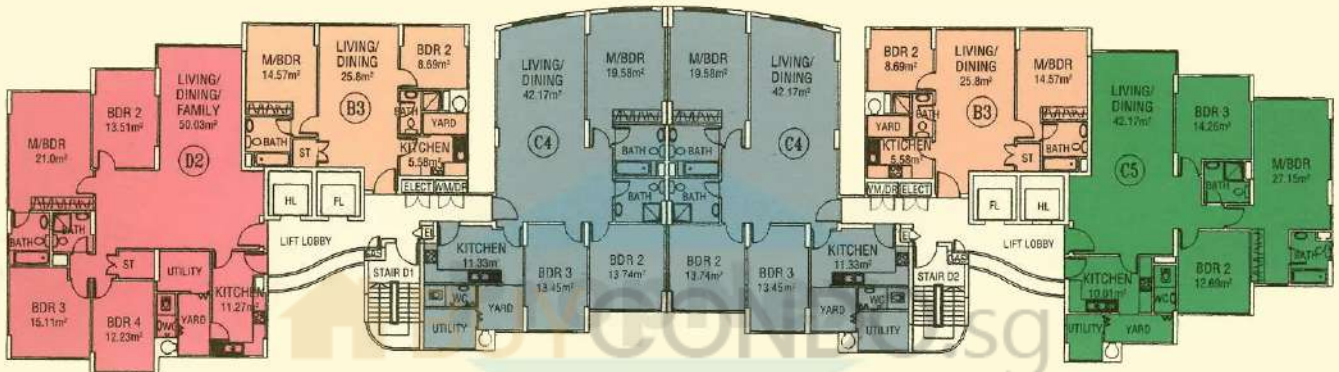 M/BDR
21.0m²
BDR 2
13.51m²
LIVING/
DINING/
FAMILY
50.03m²
D2
BATH
BATH
ST
UTILITY
KITCHEN
11.27m²
BDR 3
15.11m²
BDR 4
12.23m²
WC
YARD
M/BDR
14.57m²
LIVING/
DINING
25.8m²
B3
BDR 2
8.69m²
BATH
YARD
BATH
ST
KITCHEN
5.58m²
ELECT
WM/DR
HL
FL
LIFT LOBBY
STAIR D1
LIVING/
DINING
42.17m²
C4
M/BDR
19.58m²
BATH
BATH
KITCHEN
11.33m²
BDR 3
13.45m²
BDR 2
13.74m²
WC
YARD
UTILITY
M/BDR
19.58m²
LIVING/
DINING
42.17m²
C4
BATH
BATH
BDR 2
13.74m²
BDR 3
13.45m²
KITCHEN
11.33m²
YARD
WC
UTILITY
BDR 2
8.69m²
LIVING/
DINING
25.8m²
B3
M/BDR
14.57m²
YARD
BATH
KTICHEN
5.58m²
ST
BATH
WM/DR
ELECT
FL
HL
LIFT LOBBY
STAIR D2
LIVING/
DINING
42.17m²
C5
BDR 3
14.26m²
M/BDR
27.15m²
BATH
BDR 2
12.69m²
BATH
KITCHEN
10.01m²
WC
UTILITY
YARD
BUYCONDO.sg